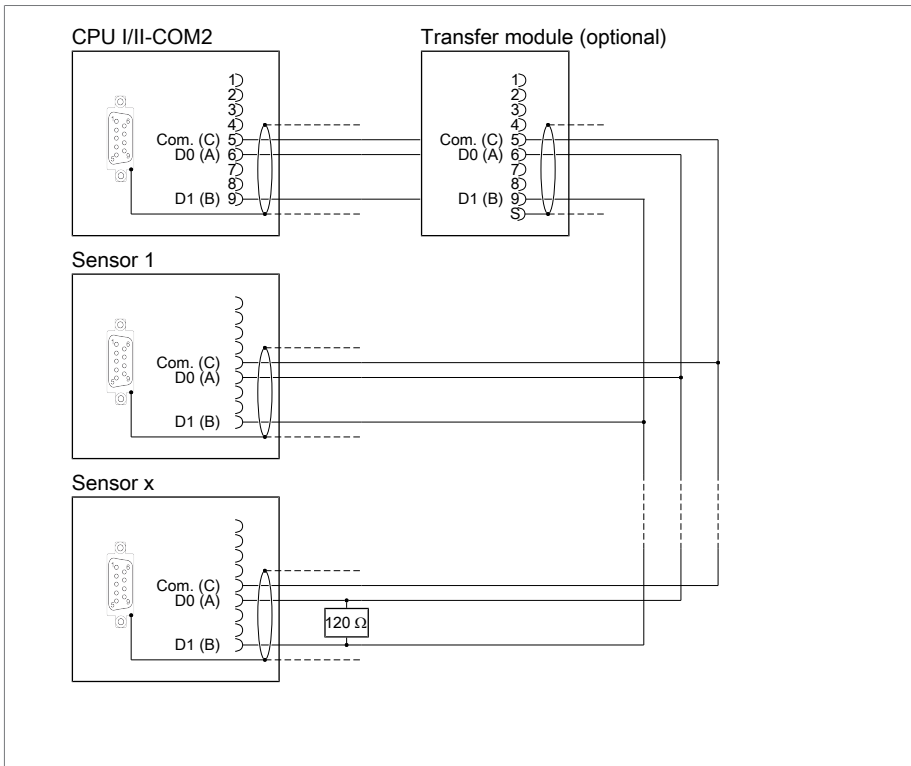 CPU I/II-COM2
1
2
3
4
Com. (C) 5
D0 (A) 6
7
8
D1 (B) 9
Transfer module (optional)
1
2
3
4
Com. (C) 5
D0 (A) 6
7
8
D1 (B) 9
S
Sensor 1
Com. (C)
D0 (A)
D1 (B)
Sensor x
Com. (C)
D0 (A)
D1 (B)
120 Ω